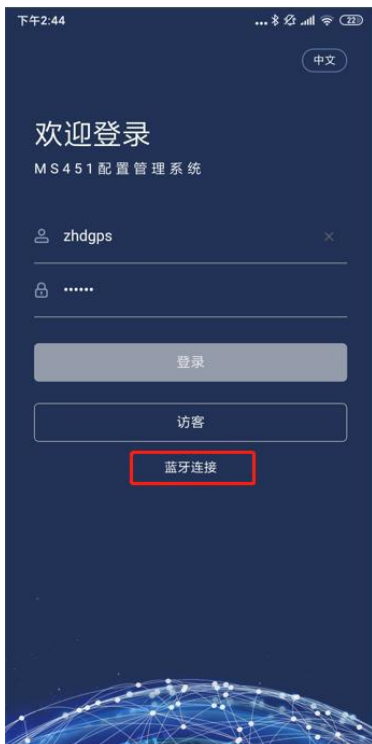 下午2:44
22
中文
欢迎登录
MS451配置管理系统
zhdgps
••••••
登录
访客
蓝牙连接